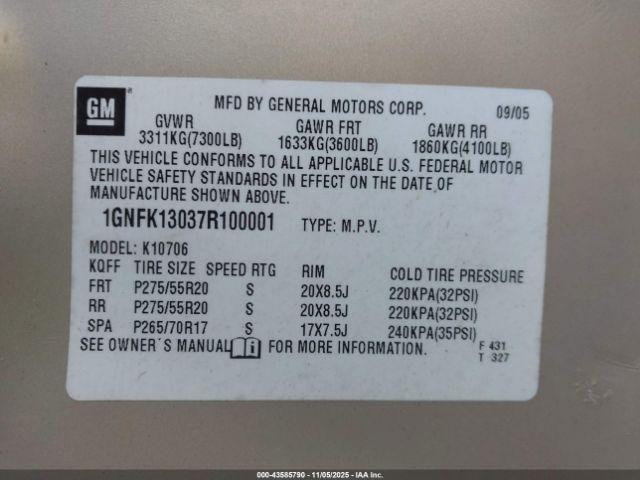 GM
MFD BY GENERAL MOTORS CORP. 09/05
GVWR GAWR FRT GAWR RR
3311KG(7300LB) 1633KG(3600LB) 1860KG(4100LB)
THIS VEHICLE CONFORMS TO ALL APPLICABLE U.S. FEDERAL MOTOR
VEHICLE SAFETY STANDARDS IN EFFECT ON THE DATE OF
MANUFACTURE SHOWN ABOVE.
1GNFK13037R100001 TYPE: M.P.V.
MODEL: K10706
KQFF TIRE SIZE SPEED RTG RIM COLD TIRE PRESSURE
FRT P275/55R20 S 20X8.5J 220KPA(32PSI)
RR P275/55R20 S 20X8.5J 220KPA(32PSI)
SPA P265/70R17 S 17X7.5J 240KPA(35PSI)
SEE OWNER'S MANUAL i FOR MORE INFORMATION. F 431
T 327
000-43585790 - 11/05/2025 - IAA, Inc.